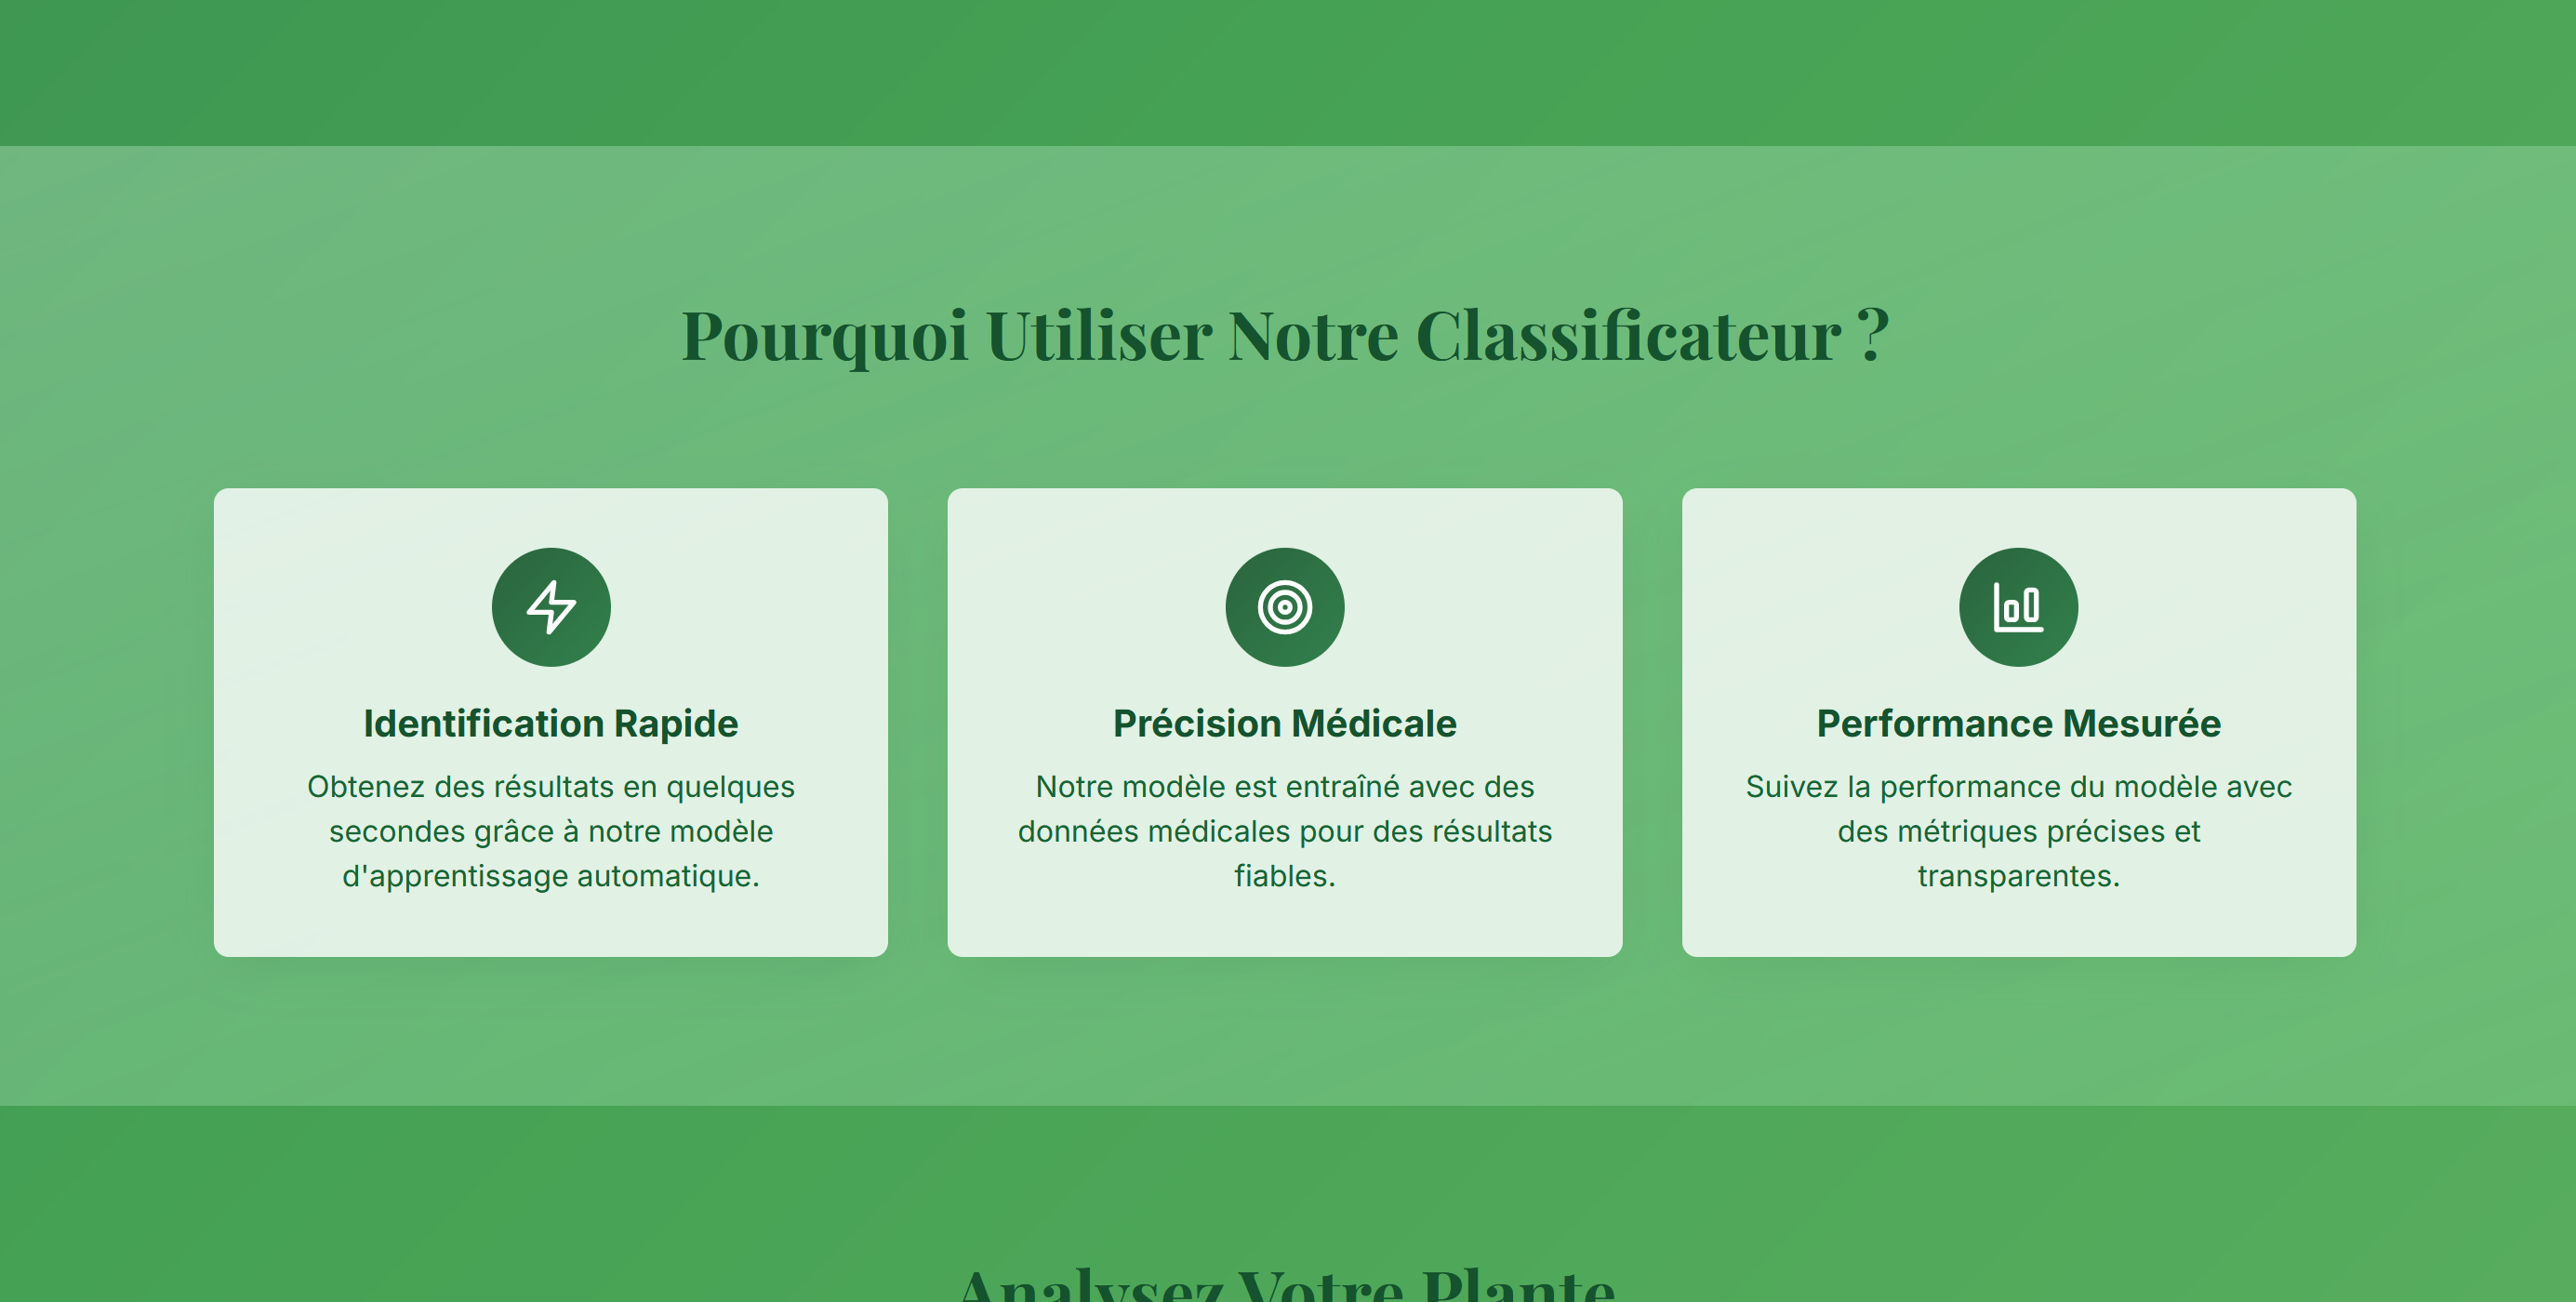 Pourquoi Utiliser Notre Classificateur ?
Identification Rapide
Obtenez des résultats en quelques
secondes grâce à notre modèle
d'apprentissage automatique.
Précision Médicale
Notre modèle est entraîné avec des
données médicales pour des résultats
fiables.
Performance Mesurée
Suivez la performance du modèle avec
des métriques précises et
transparentes.
Analysez Votre Plante